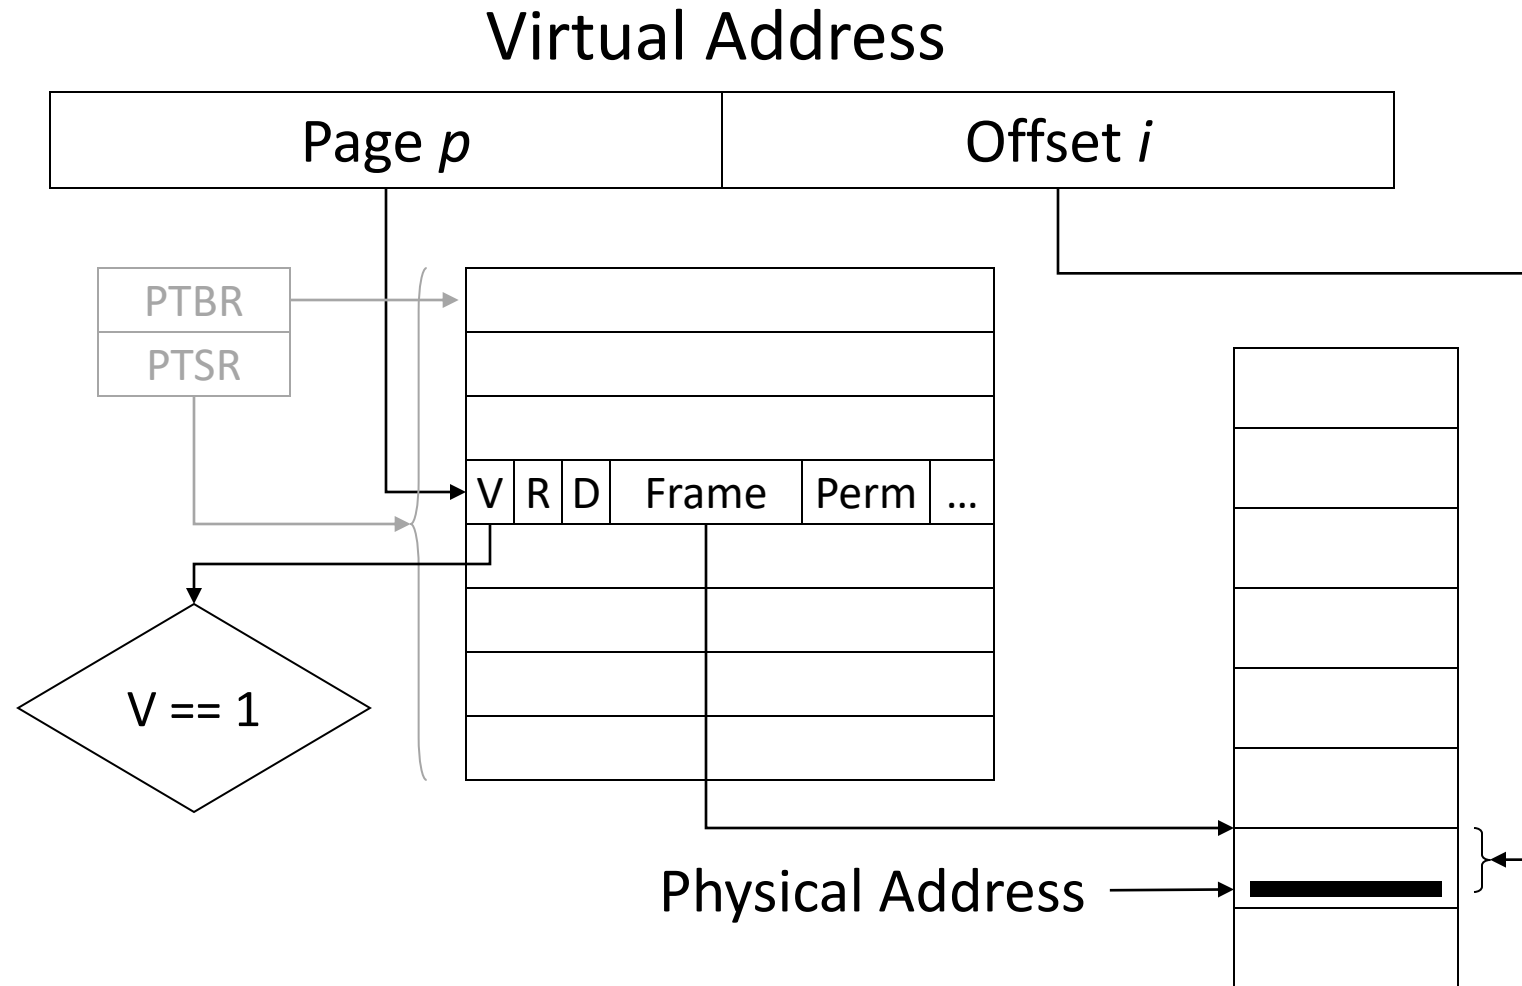 Virtual Address
Page p
Offset i
PTBR
PTSR
V R D Frame Perm ...
V == 1
Physical Address